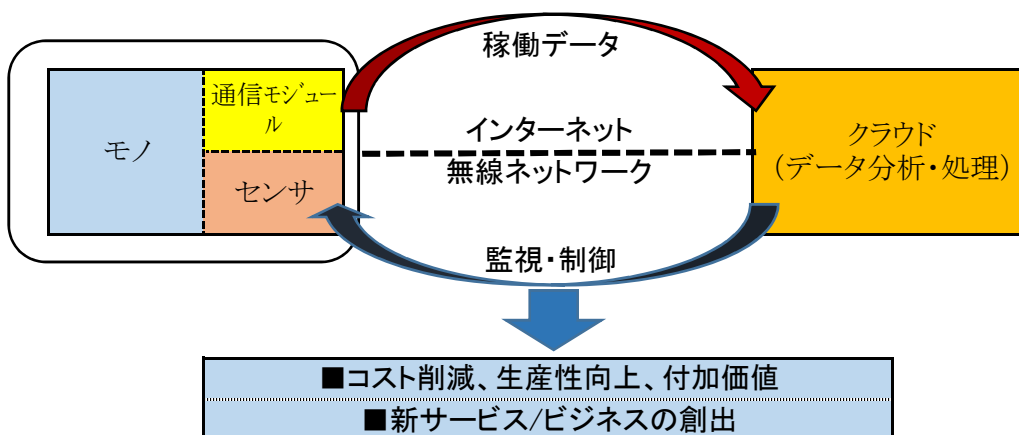 稼働データ
モノ
通信モジュー
ル
センサ
インターネット
無線ネットワーク
クラウド
（データ分析・処理）
監視・制御
■コスト削減、生産性向上、付加価値
■新サービス/ビジネスの創出